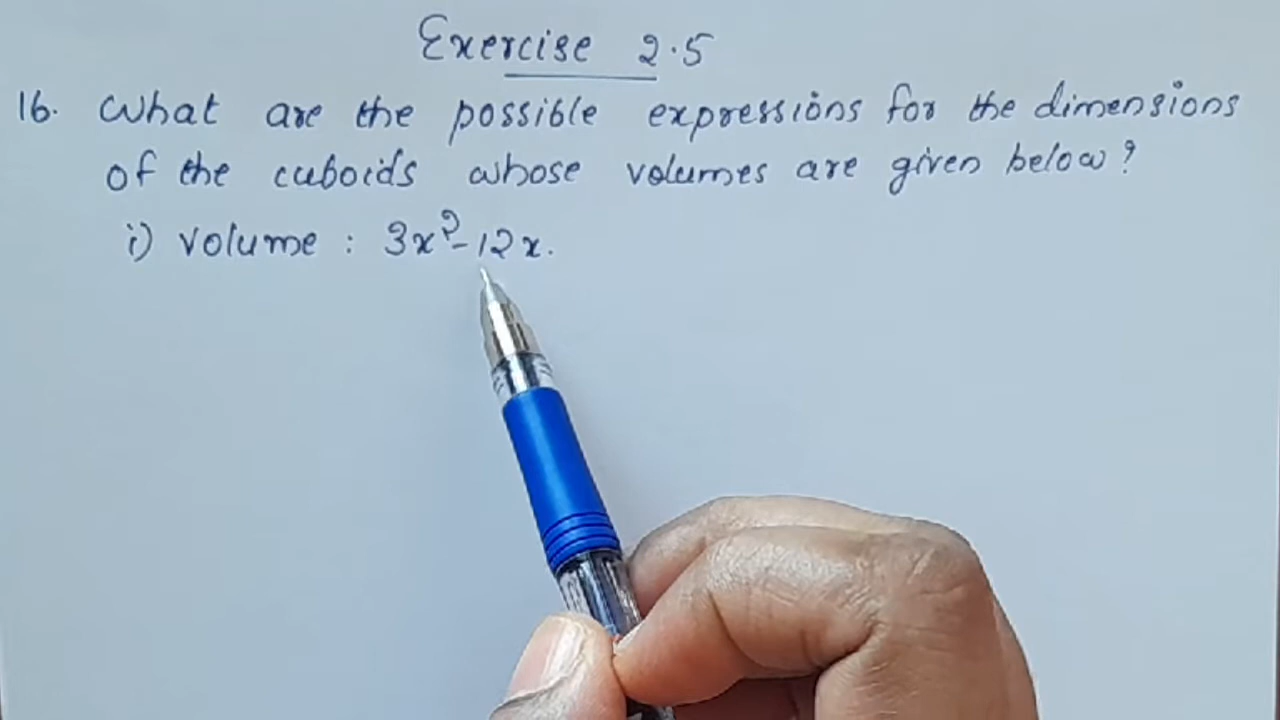 Exercise 2.5
16. What are the possible expressions for the dimensions
of the cuboids whose volumes are given below?
i) volume : 3x²-12x.